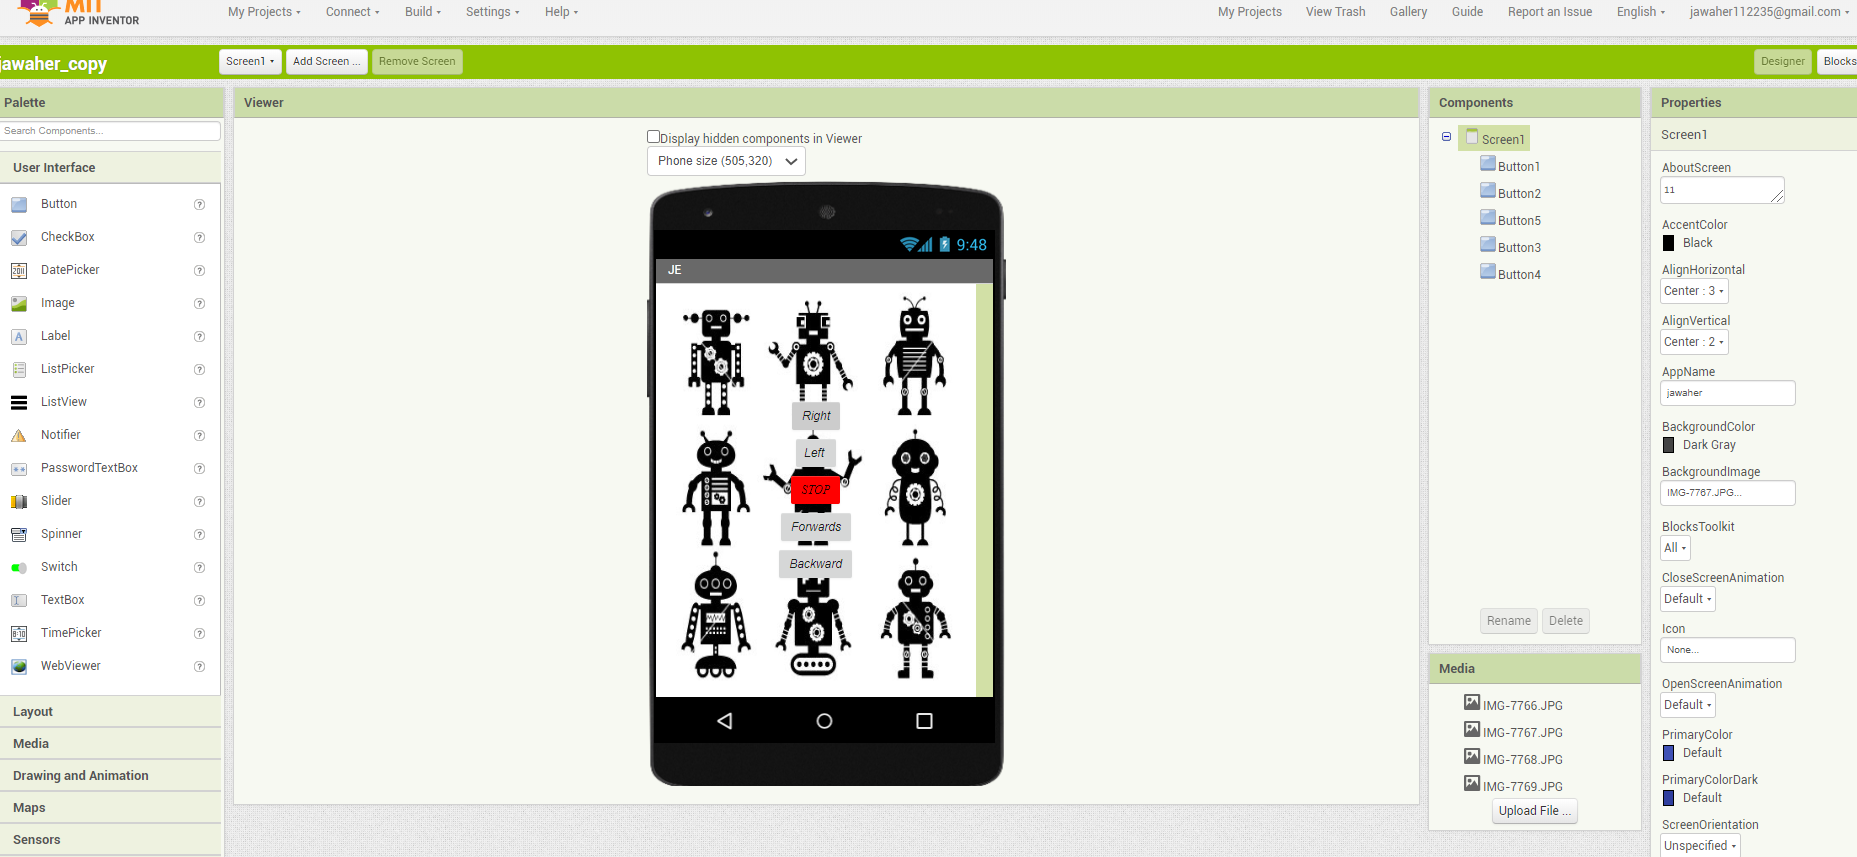 MIT
APP INVENTOR
My Projects
Connect
Build
Settings
Help
My Projects
View Trash
Gallery
Guide
Report an Issue
English
jawaher112235@gmail.com
jawaher_copy
Screen1
Add Screen ...
Remove Screen
Designer
Blocks
Palette
Search Components...
User Interface
Button
CheckBox
DatePicker
Image
Label
ListPicker
ListView
Notifier
PasswordTextBox
Slider
Spinner
Switch
TextBox
TimePicker
WebViewer
Layout
Media
Drawing and Animation
Maps
Sensors
Viewer
Display hidden components in Viewer
Phone size (505,320)
9:48
JE
Right
Left
STOP
Forwards
Backward
Components
Screen1
Button1
Button2
Button5
Button3
Button4
Rename
Delete
Media
IMG-7766.JPG
IMG-7767.JPG
IMG-7768.JPG
IMG-7769.JPG
Upload File ...
Properties
Screen1
AboutScreen
11
AccentColor
Black
AlignHorizontal
Center : 3
AlignVertical
Center : 2
AppName
jawaher
BackgroundColor
Dark Gray
BackgroundImage
IMG-7767.JPG...
BlocksToolkit
All
CloseScreenAnimation
Default
Icon
None...
OpenScreenAnimation
Default
PrimaryColor
Default
PrimaryColorDark
Default
ScreenOrientation
Unspecified